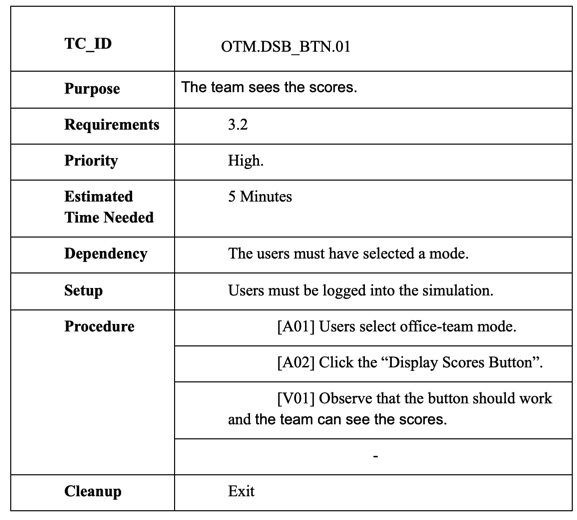 TC_ID OTM.DSB_BTN.01
Purpose The team sees the scores.
Requirements 3.2
Priority High.
Estimated 5 Minutes
Time Needed
Dependency The users must have selected a mode.
Setup Users must be logged into the simulation.
Procedure [A01] Users select office-team mode.
[A02] Click the “Display Scores Button”.
[V01] Observe that the button should work
and the team can see the scores.
-
Cleanup Exit